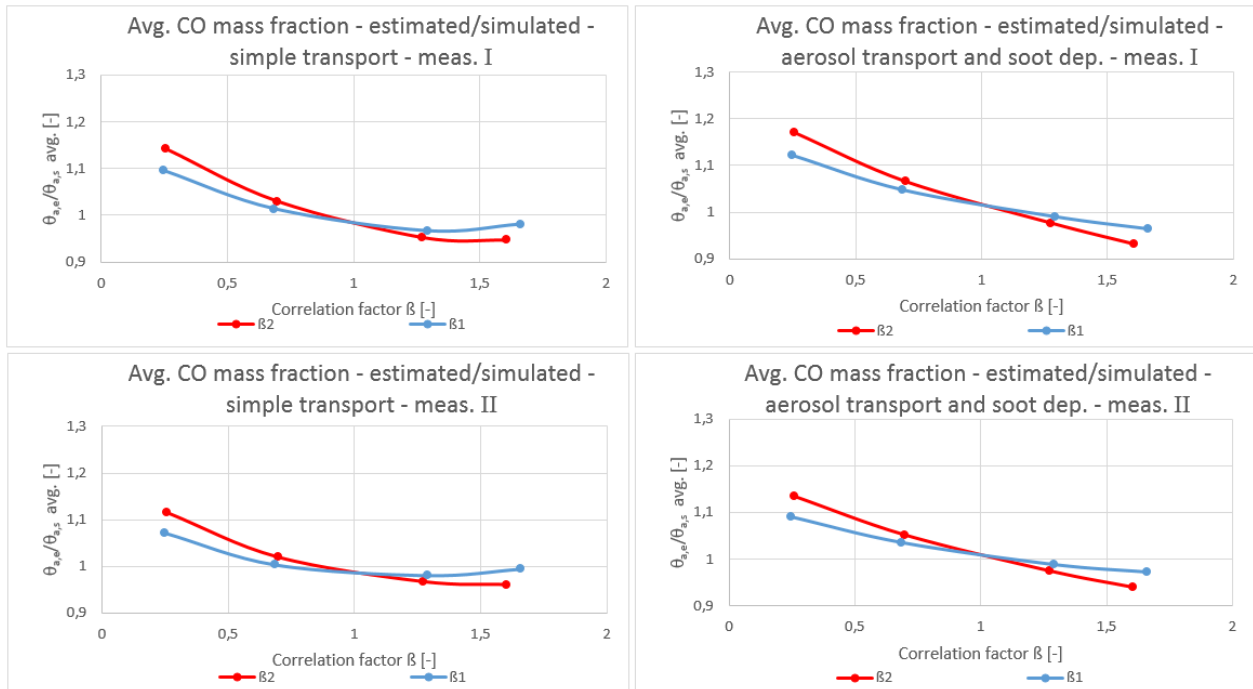 Avg. CO mass fraction - estimated/simulated -
simple transport - meas. I
θa,e/θa,s avg. [-]
1,3
1,2
1,1
1
0,9
0
0,5
1
1,5
2
Correlation factor ß [-]
ß2
ß1
Avg. CO mass fraction - estimated/simulated -
aerosol transport and soot dep. - meas. I
θa,e/θa,s avg. [-]
1,3
1,2
1,1
1
0,9
0
0,5
1
1,5
2
Correlation factor ß [-]
ß2
ß1
Avg. CO mass fraction - estimated/simulated -
simple transport - meas. II
θa,e/θa,s avg. [-]
1,3
1,2
1,1
1
0,9
0
0,5
1
1,5
2
Correlation factor ß [-]
ß2
ß1
Avg. CO mass fraction - estimated/simulated -
aerosol transport and soot dep. - meas. II
θa,e/θa,s avg. [-]
1,3
1,2
1,1
1
0,9
0
0,5
1
1,5
2
Correlation factor ß [-]
ß2
ß1